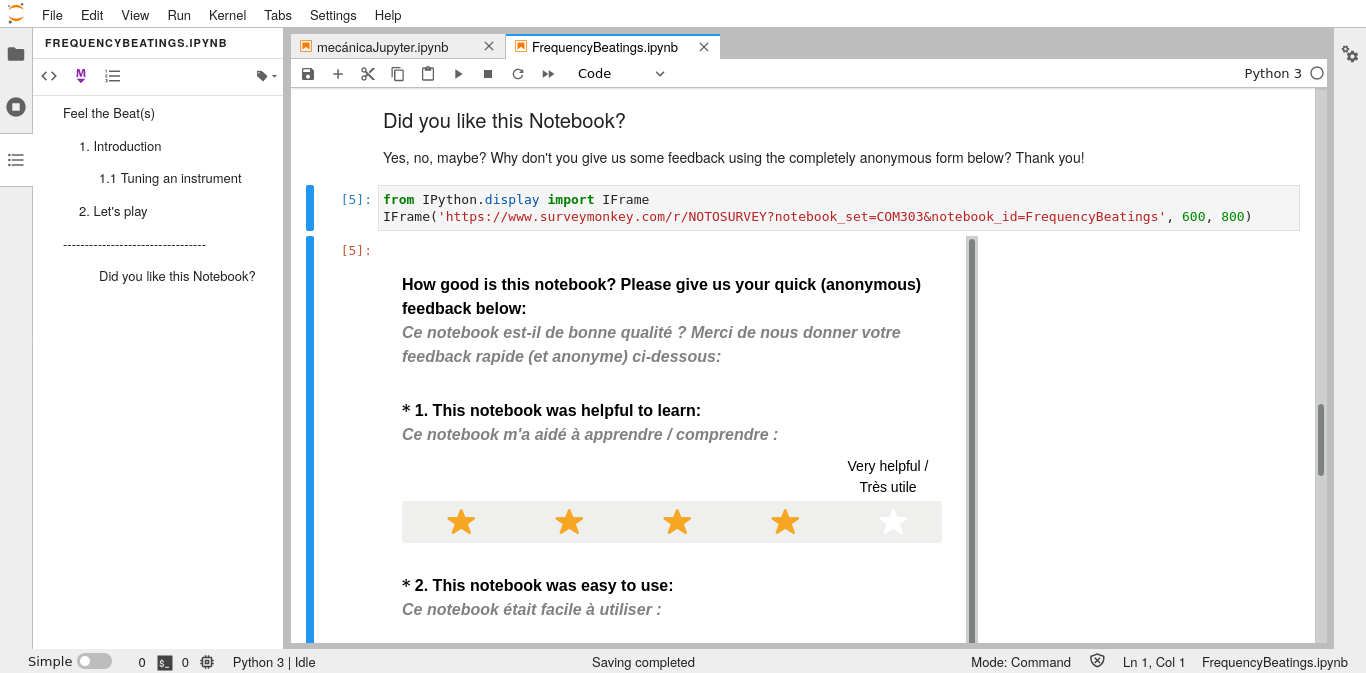 File Edit View Run Kernel Tabs Settings Help
FREQUENCYBEATINGS.IPYNB
mecánicaJupyter.ipynb
FrequencyBeatings.ipynb
M
Code
Python 3
Feel the Beat(s)
1. Introduction
1.1 Tuning an instrument
2. Let's play
---------------------------------
Did you like this Notebook?
Did you like this Notebook?
Yes, no, maybe? Why don't you give us some feedback using the completely anonymous form below? Thank you!
[5]:
from IPython.display import IFrame
IFrame('https://www.surveymonkey.com/r/NOTOSURVEY?notebook_set=COM303&notebook_id=FrequencyBeatings', 600, 800)
[5]:
How good is this notebook? Please give us your quick (anonymous)
feedback below:
Ce notebook est-il de bonne qualité ? Merci de nous donner votre
feedback rapide (et anonyme) ci-dessous:
* 1. This notebook was helpful to learn:
Ce notebook m'a aidé à apprendre / comprendre :
Very helpful /
Très utile
* 2. This notebook was easy to use:
Ce notebook était facile à utiliser :
Simple 0 $_ 0 Python 3 | Idle Saving completed Mode: Command Ln 1, Col 1 FrequencyBeatings.ipynb